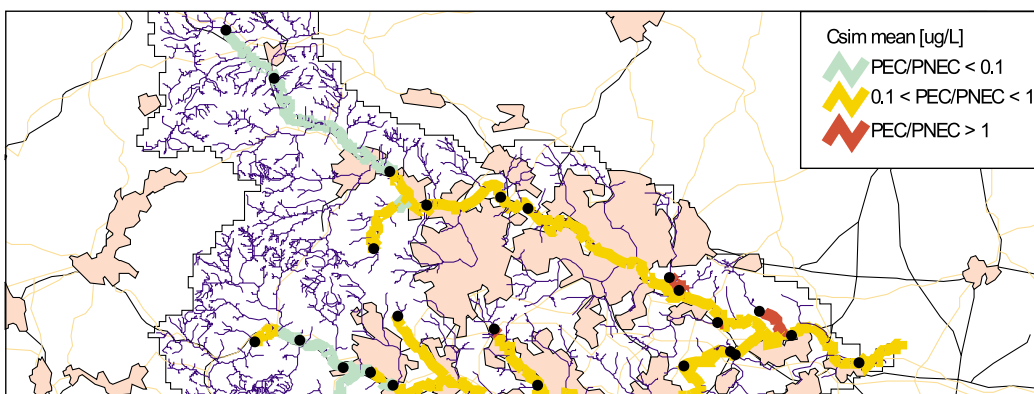 Csim mean [ug/L]
PEC/PNEC < 0.1
0.1 < PEC/PNEC < 1
PEC/PNEC > 1